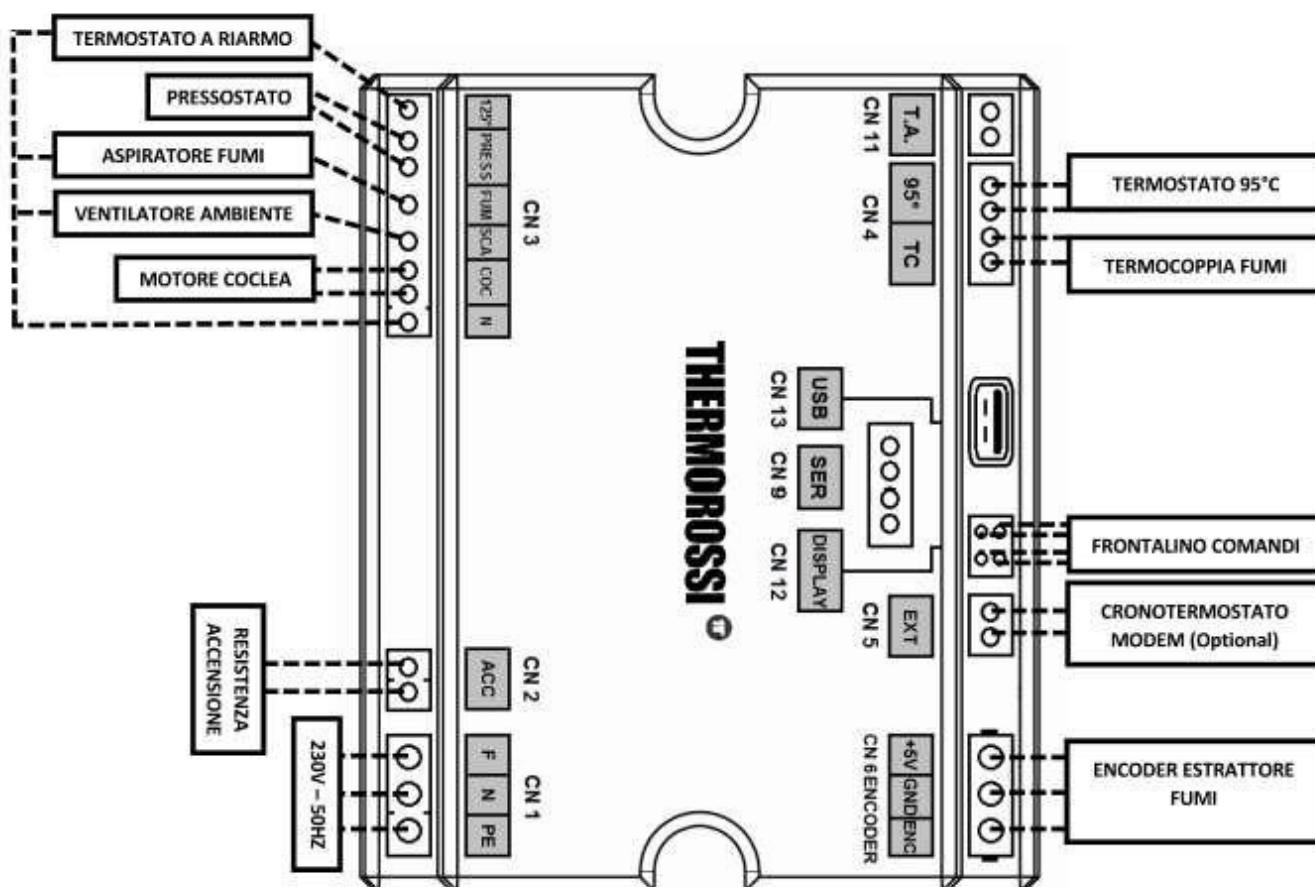 TERMOSTATO A RIARMO
PRESSOSTATO
ASPIRATORE FUMI
VENTILATORE AMBIENTE
MOTORE COCLEA
RESISTENZA
ACCENSIONE
230V – 50HZ
125°
PRESS
FUM
SCA
COC
N
CN 3
ACC
CN 2
F
N
PE
CN 1
THERMOROSSI
T.A.
CN 11
95°
TC
CN 4
USB
CN 13
SER
CN 9
DISPLAY
CN 12
EXT
CN 5
+5V
GND
ENC
CN 6 ENCODER
TERMOSTATO 95°C
TERMOCOPPIA FUMI
FRONTALINO COMANDI
CRONOTERMOSTATO
MODEM (Optional)
ENCODER ESTRATTORE
FUMI